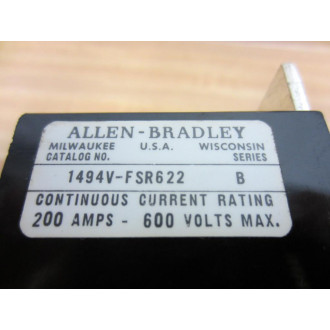 ALLEN-BRADLEY
MILWAUKEE U.S.A. WISCONSIN
CATALOG NO. SERIES
1494V-FSR622 B
CONTINUOUS CURRENT RATING
200 AMPS - 600 VOLTS MAX.